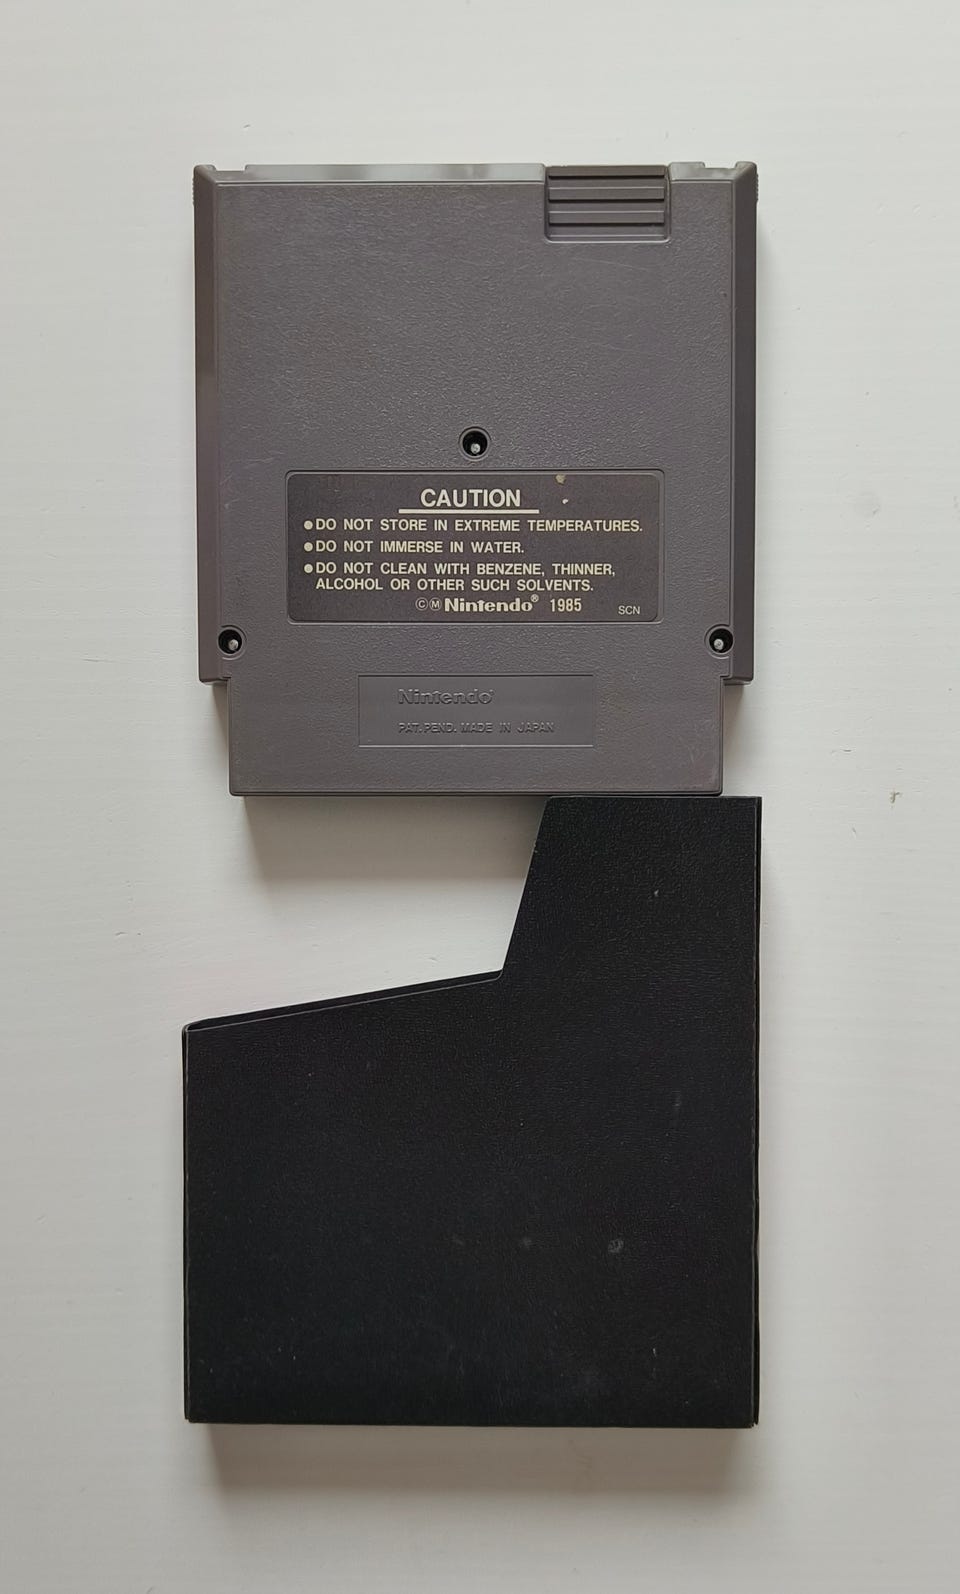 CAUTION
●DO NOT STORE IN EXTREME TEMPERATURES.
●DO NOT IMMERSE IN WATER.
●DO NOT CLEAN WITH BENZENE, THINNER,
ALCOHOL OR OTHER SUCH SOLVENTS.
©Ⓜ Nintendo® 1985 SCN
Nintendo®
PAT. PEND. MADE IN JAPAN